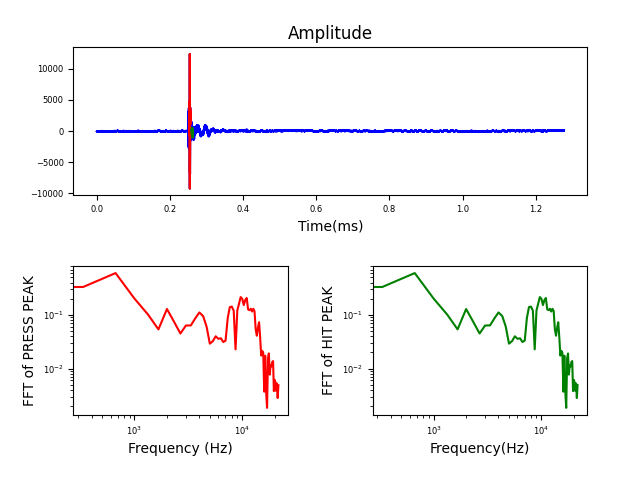 Amplitude
10000
5000
0
−5000
−10000
0.0 0.2 0.4 0.6 0.8 1.0 1.2
Time(ms)
FFT of PRESS PEAK
10⁻¹
10⁻²
10³ 10⁴
Frequency (Hz)
FFT of HIT PEAK
10⁻¹
10⁻²
10³ 10⁴
Frequency(Hz)